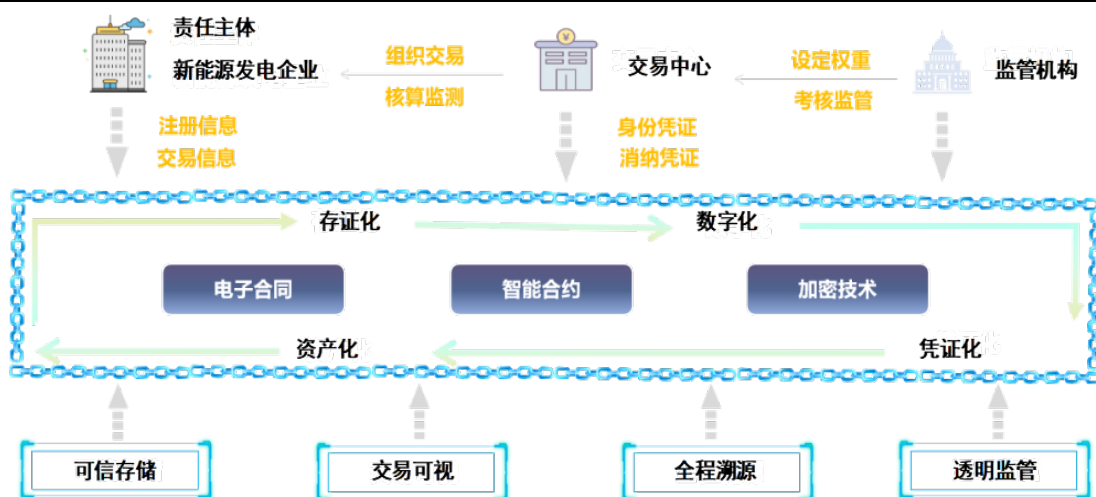 责任主体
新能源发电企业
组织交易
核算监测
交易中心
设定权重
考核监管
监管机构
注册信息
交易信息
身份凭证
消纳凭证
存证化
数字化
电子合同
智能合约
加密技术
资产化
凭证化
可信存储
交易可视
全程溯源
透明监管